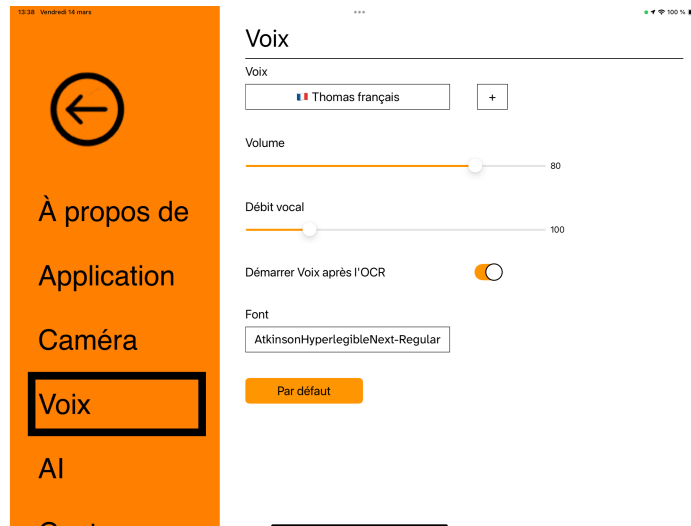 13:38 Vendredi 14 mars
100 %
À propos de
Application
Caméra
Voix
AI
Voix
Voix
🇫🇷 Thomas français
+
Volume
80
Débit vocal
100
Démarrer Voix après l'OCR
Font
AtkinsonHyperlegibleNext-Regular
Par défaut